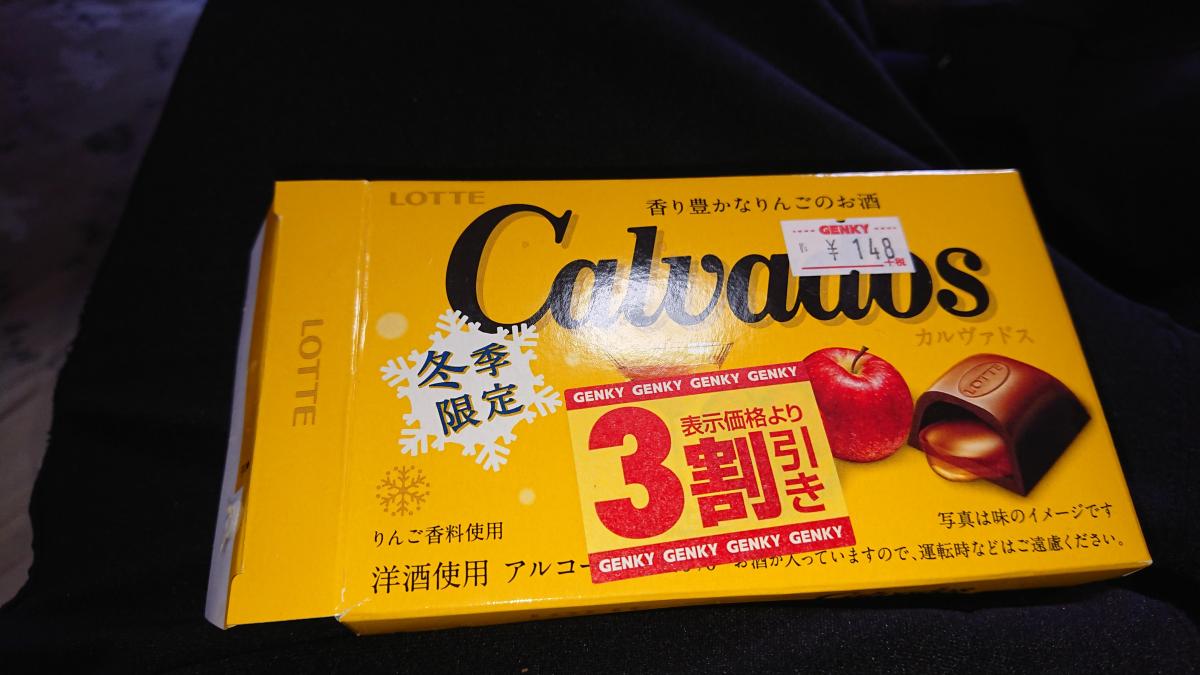 LOTTE
香り豊かなりんごのお酒
Calvados
GENKY
¥148
+税
カルヴァドス
LOTTE
冬季
限定
GENKY GENKY GENKY GENKY
表示価格より
3割引き
GENKY GENKY GENKY GENKY
LOTTE
りんご香料使用
写真は味のイメージです
洋酒使用 アルコー
お酒が入っていますので、運転時などはご遠慮ください。